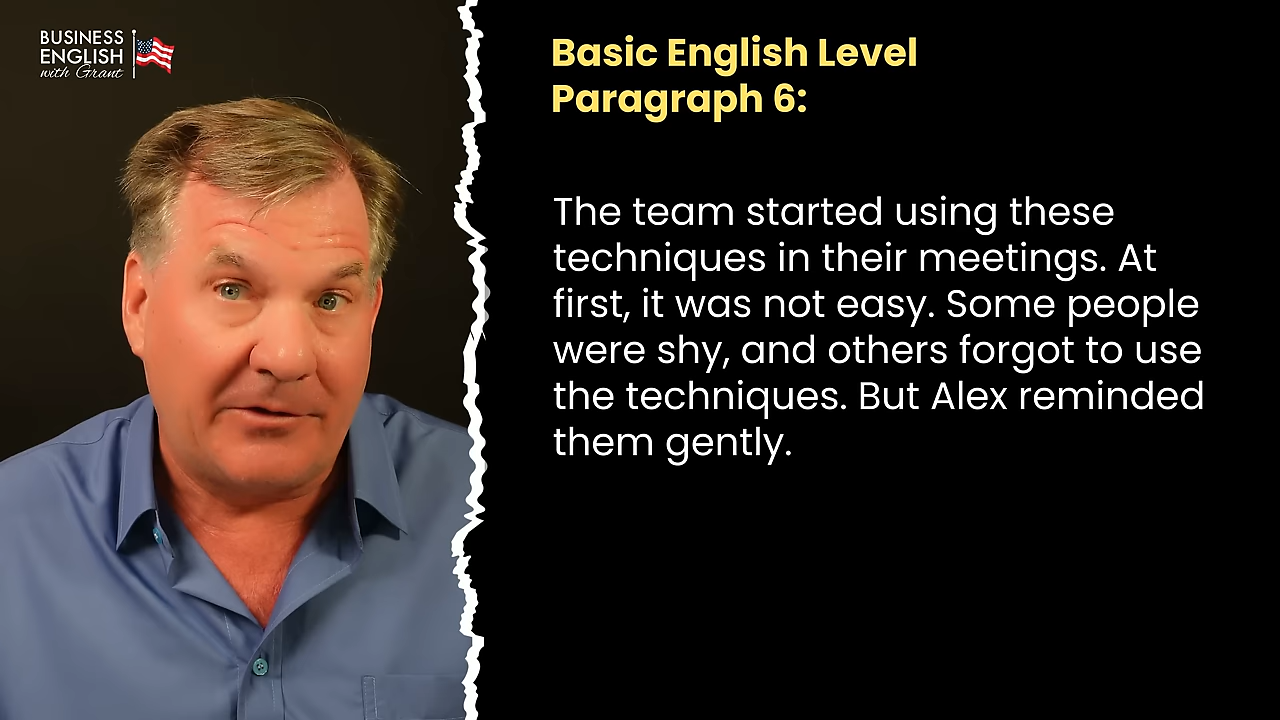 BUSINESS
ENGLISH
with Grant
Basic English Level
Paragraph 6:
The team started using these
techniques in their meetings. At
first, it was not easy. Some people
were shy, and others forgot to use
the techniques. But Alex reminded
them gently.